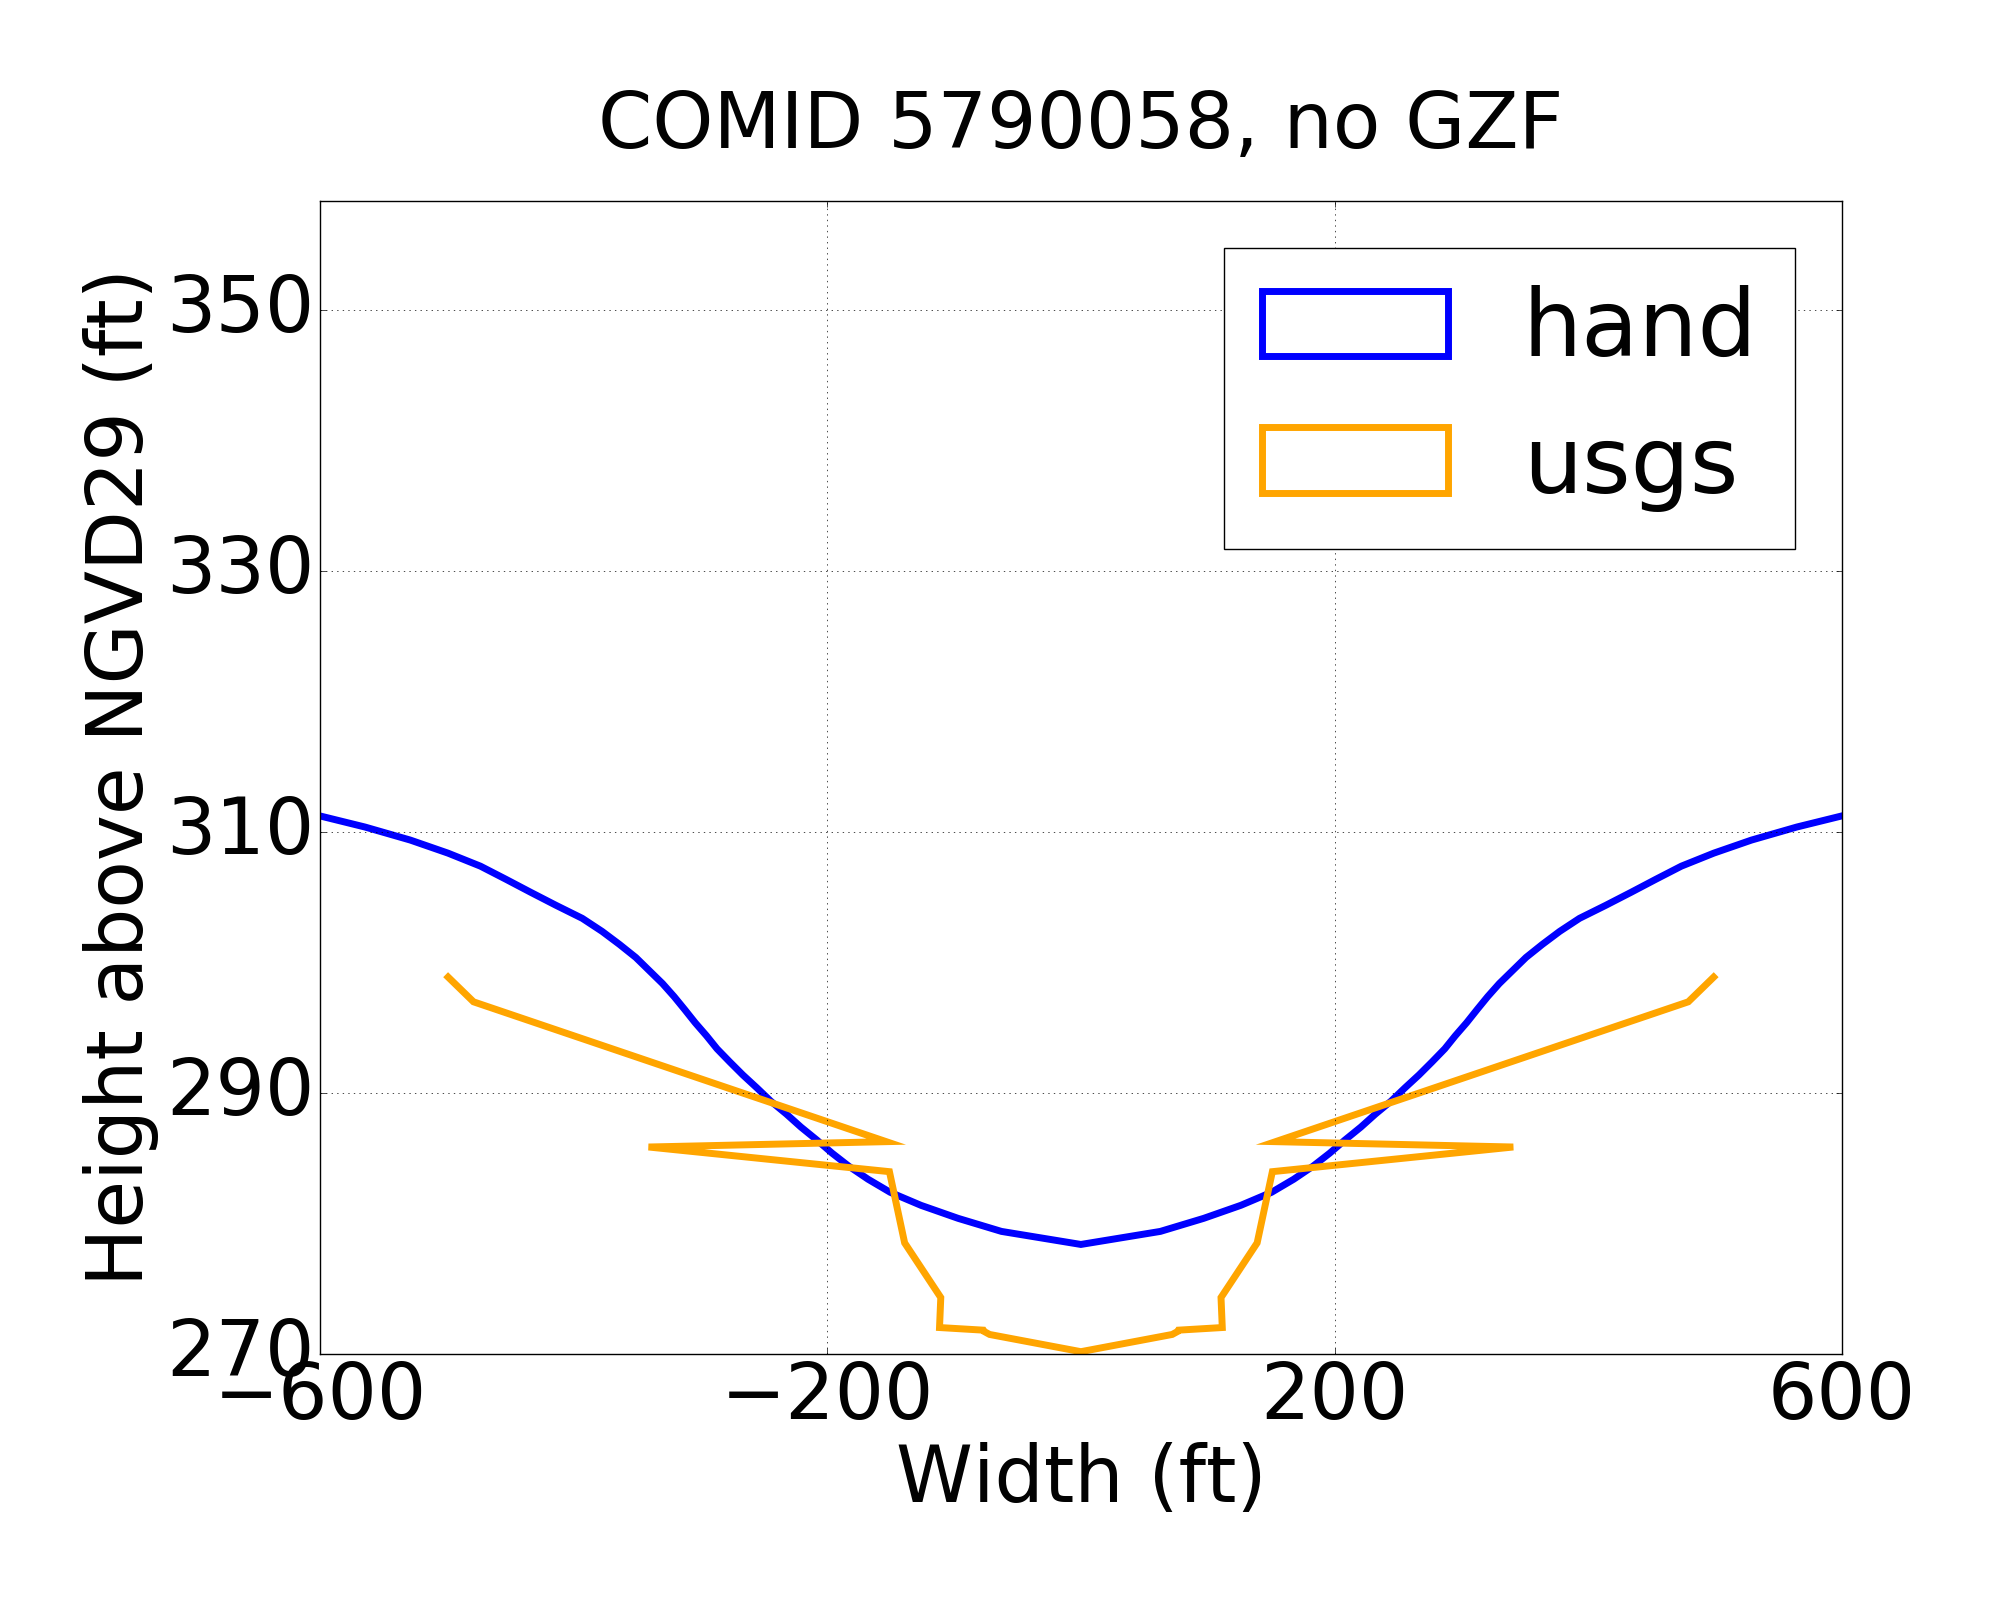 COMID 5790058, no GZF
Height above NGVD29 (ft)
350
330
310
290
270
hand
usgs
−600
−200
200
600
Width (ft)